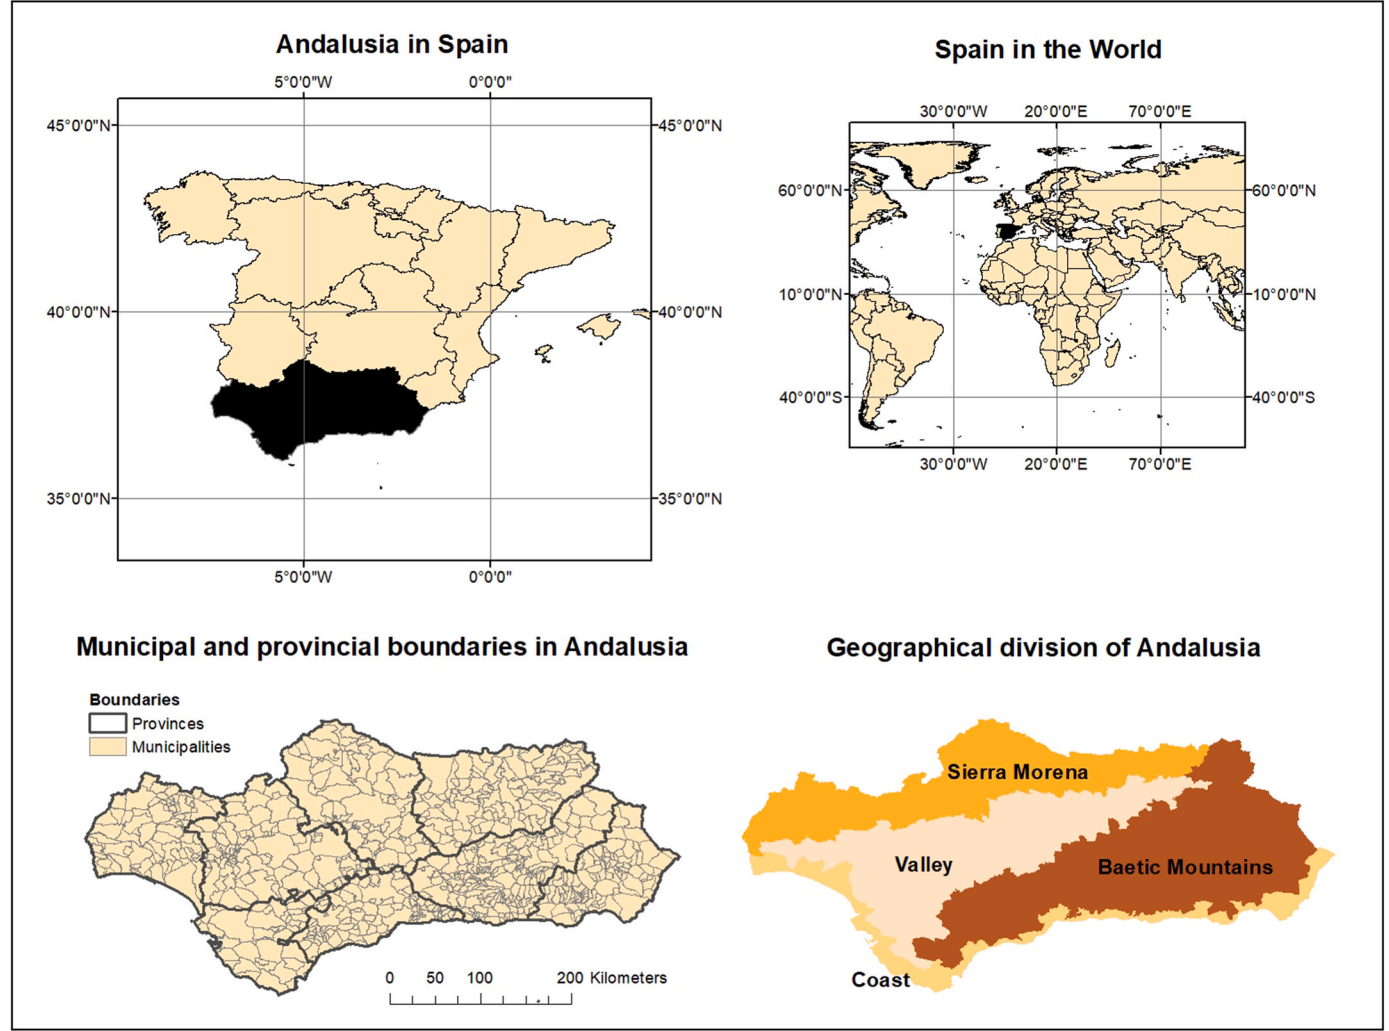 Andalusia in Spain
5°0'0"W 0°0'0"
45°0'0"N 45°0'0"N
40°0'0"N 40°0'0"N
35°0'0"N 35°0'0"N
5°0'0"W 0°0'0"
Spain in the World
30°0'0"W 20°0'0"E 70°0'0"E
60°0'0"N 60°0'0"N
10°0'0"N 10°0'0"N
40°0'0"S 40°0'0"S
30°0'0"W 20°0'0"E 70°0'0"E
Municipal and provincial boundaries in Andalusia
Boundaries
Provinces
Municipalities
0 50 100 200 Kilometers
Geographical division of Andalusia
Sierra Morena
Valley
Baetic Mountains
Coast